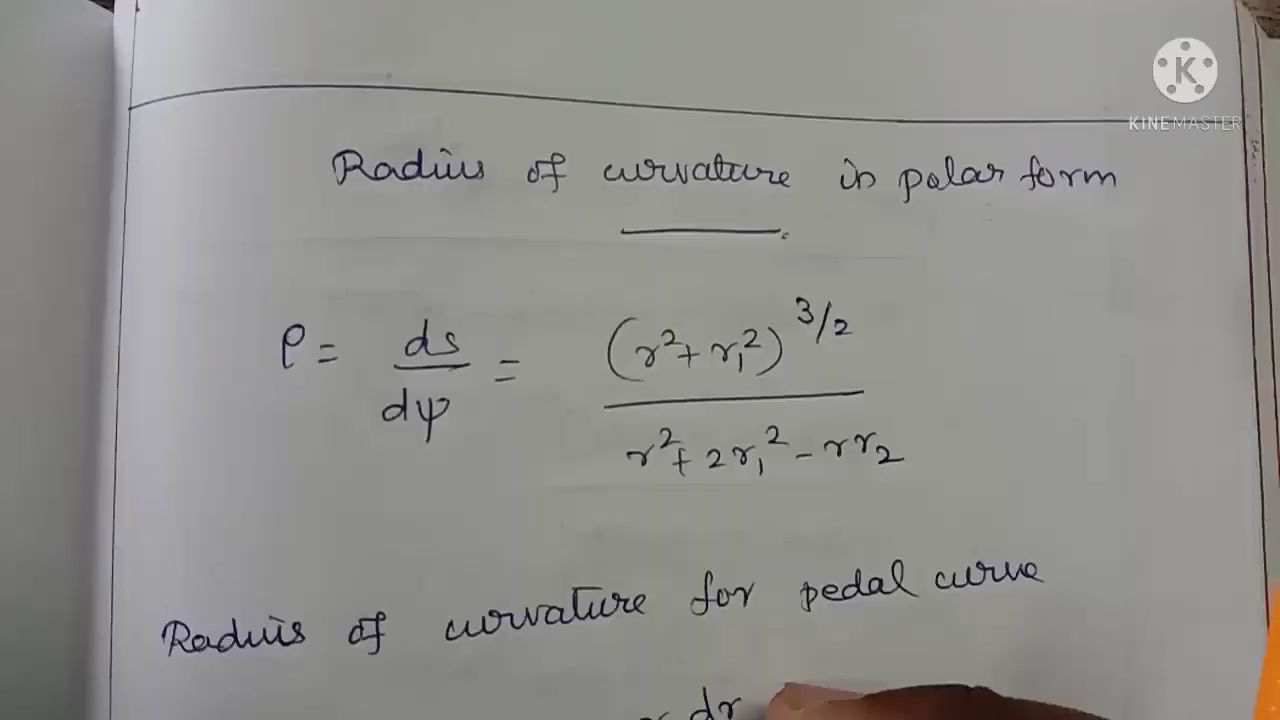 K
KINEMASTER
Radius of curvature in polar form
ρ = ds/dψ = (r²+r₁²)^3/2 / r²+2r₁²-rr₂
Radius of curvature for pedal curve
dr